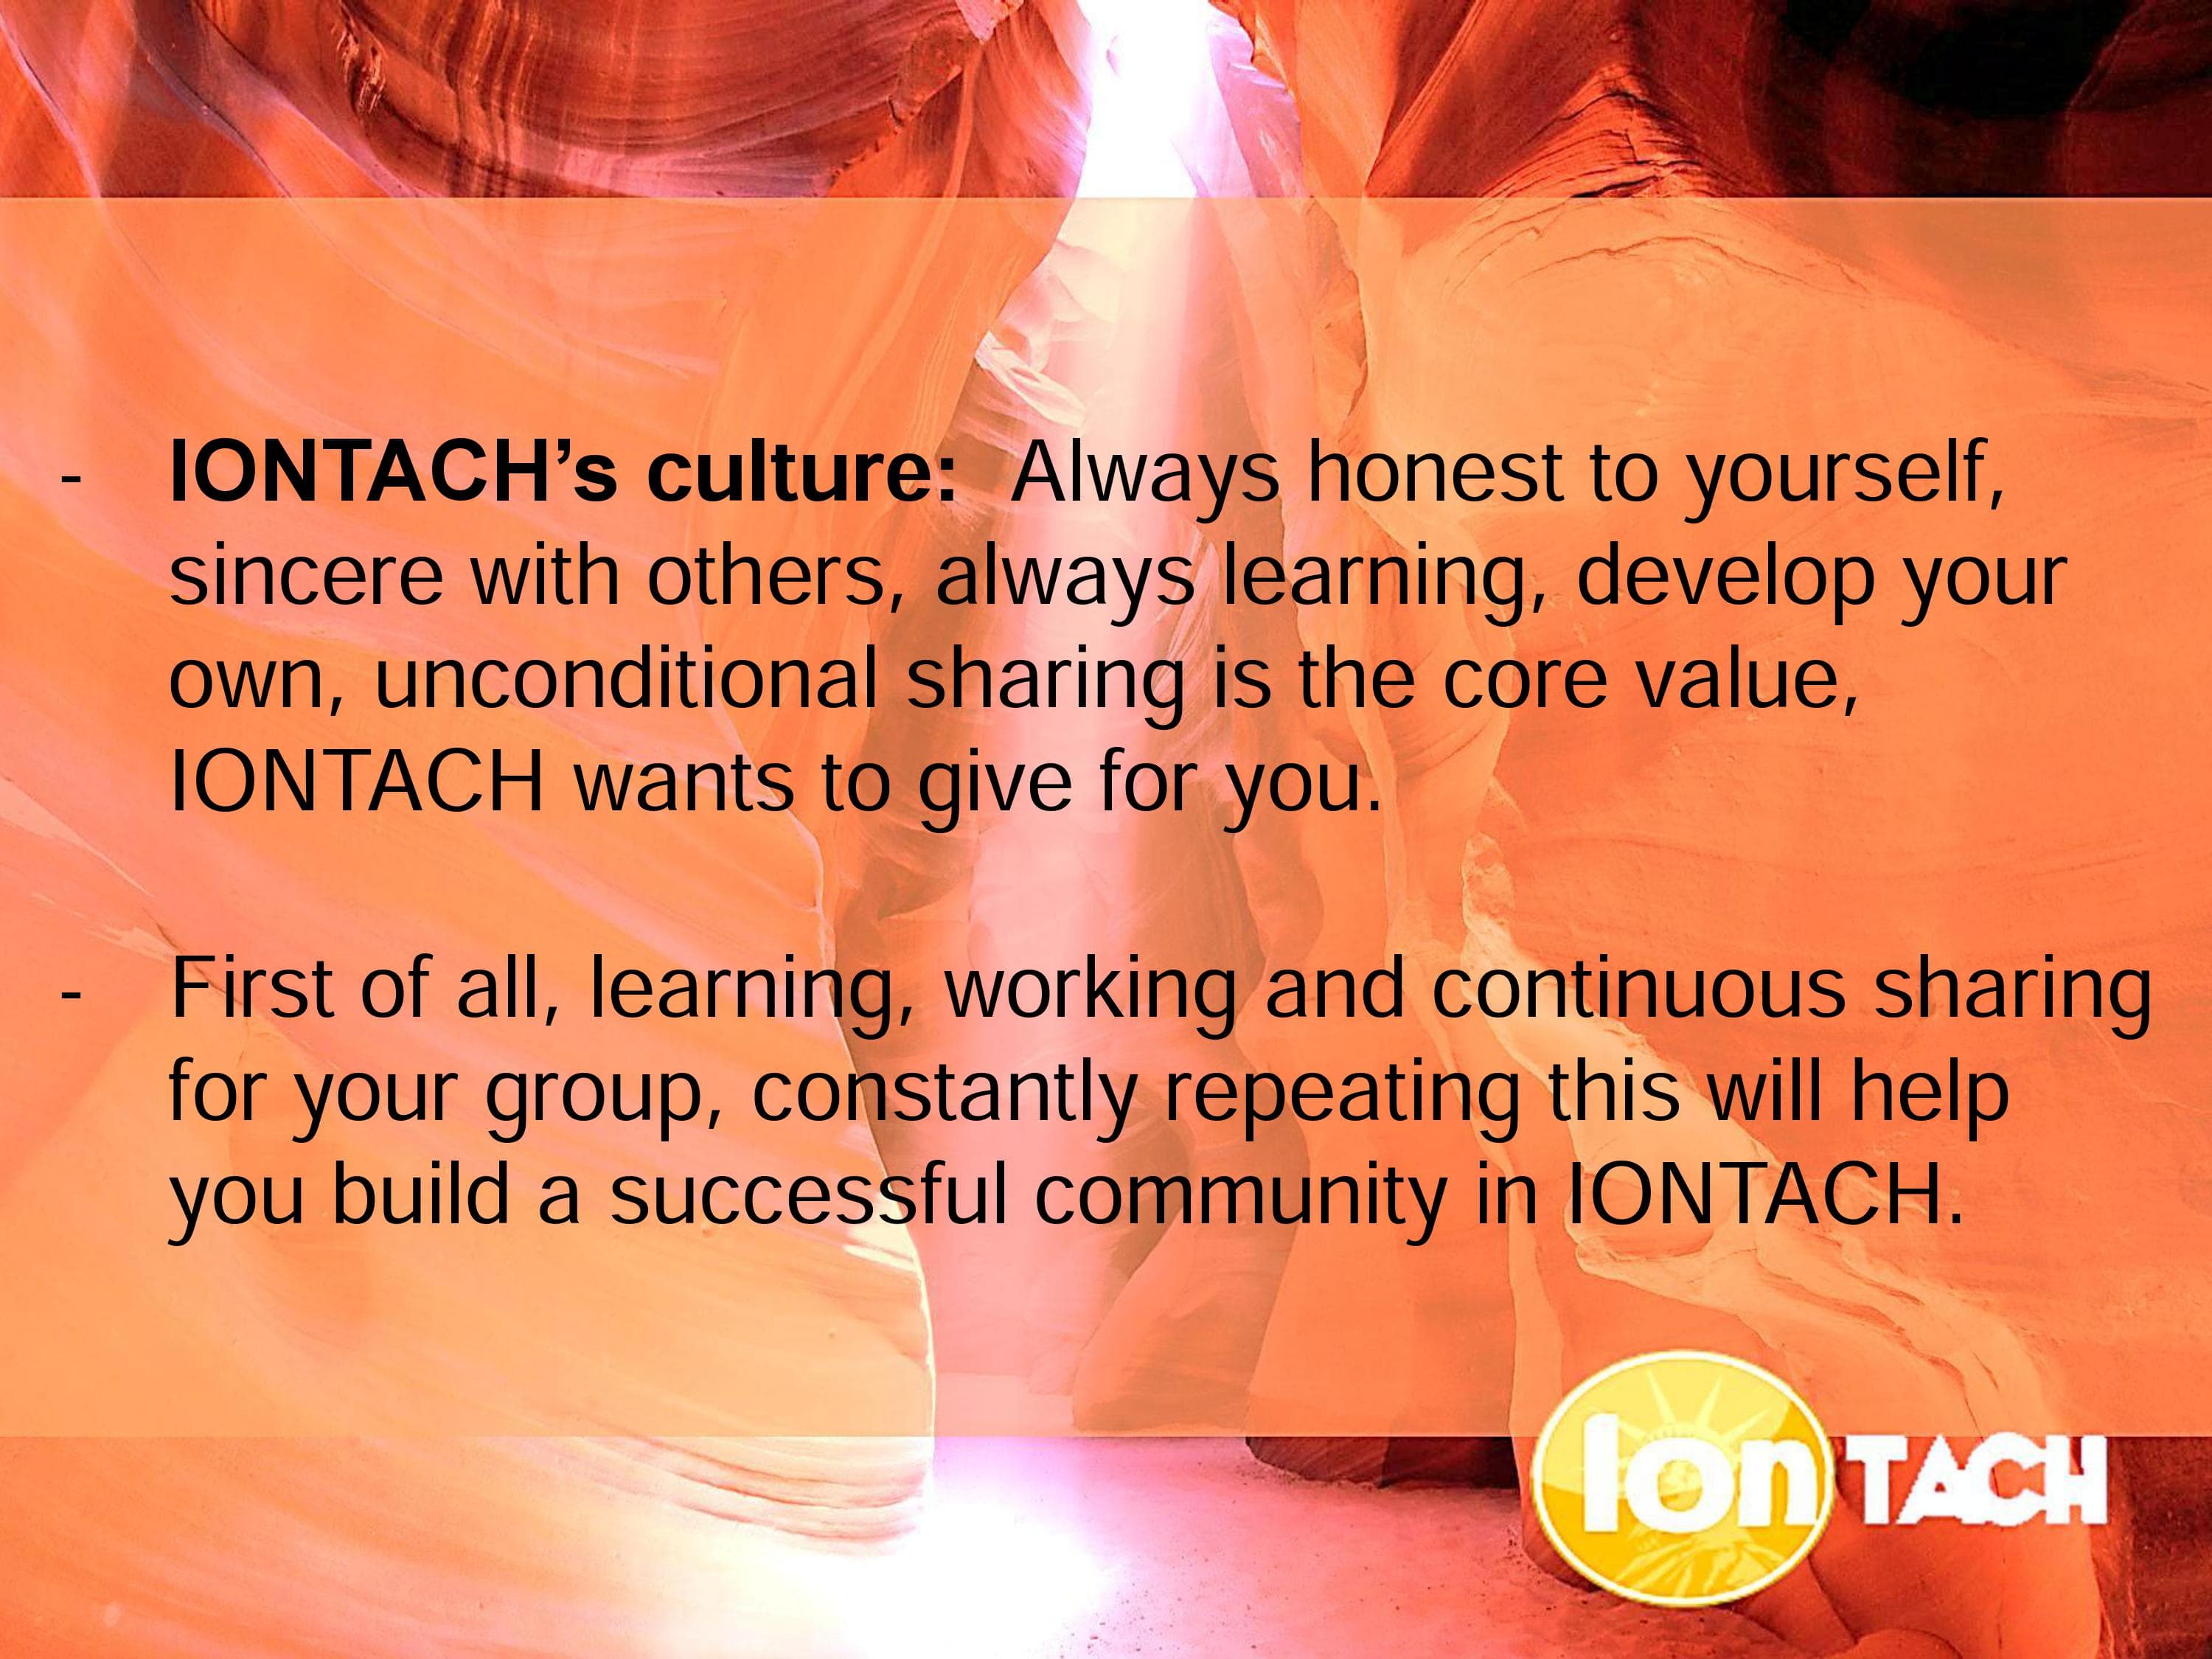 - IONTACH’s culture: Always honest to yourself,
sincere with others, always learning, develop your
own, unconditional sharing is the core value,
IONTACH wants to give for you.
- First of all, learning, working and continuous sharing
for your group, constantly repeating this will help
you build a successful community in IONTACH.
Ion TACH